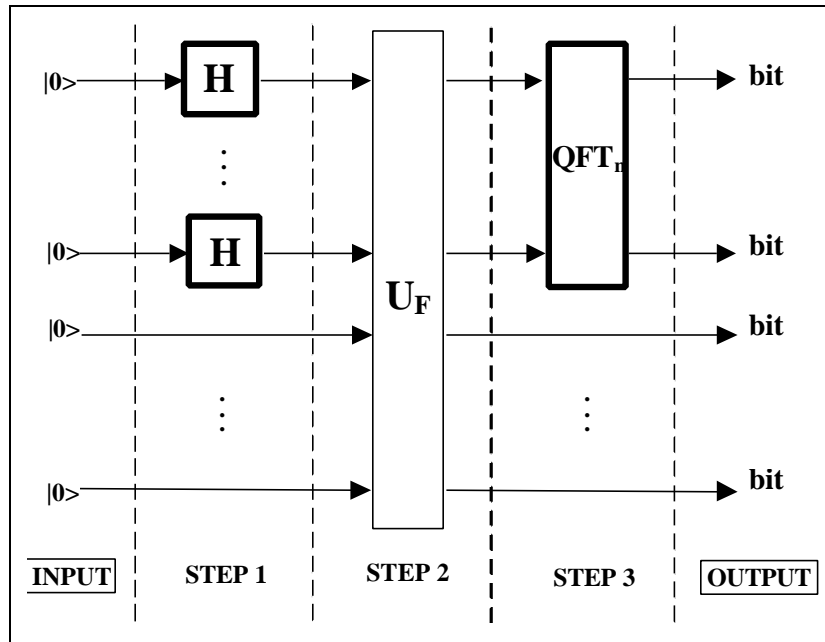 |0> H bit
⋮
QFTn
|0> H bit
UF
|0> bit
⋮ ⋮
|0> bit
INPUT STEP 1 STEP 2 STEP 3 OUTPUT